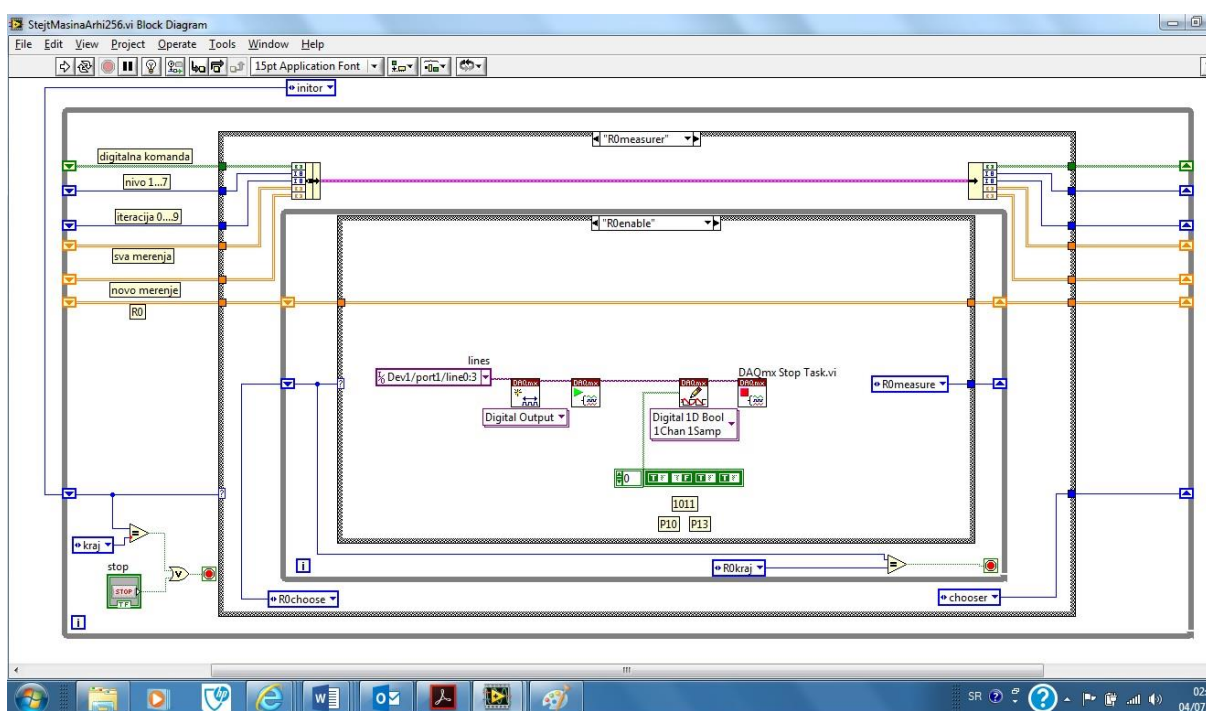 StejtMasinaArhi256.vi Block Diagram
File Edit View Project Operate Tools Window Help
15pt Application Font
initor
"R0measurer"
digitalna komanda
nivo 1...7
iteracija 0...9
"R0enable"
sva merenja
novo merenje
R0
lines
Dev1/port1/line0:3
DAQmx Stop Task.vi
DAQmx DAQmx DAQmx DAQmx
R0measure
Digital Output
Digital 1D Bool
1Chan 1Samp
0
1011
P10 P13
kraj
stop
STOP
TF
i
R0kraj
R0choose
chooser
i
SR
04/07